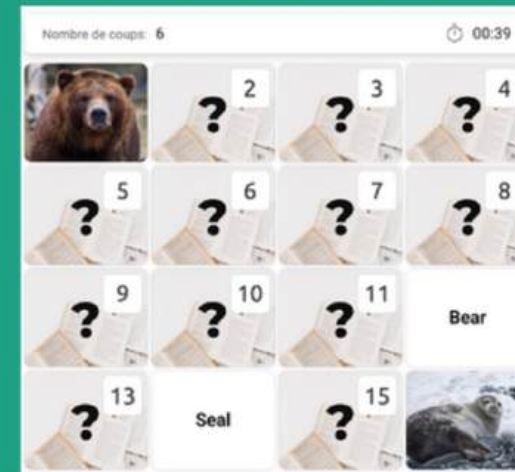 Nombre de coups: 6 00:39
? 2 ? 3 ? 4
? 5 ? 6 ? 7 ? 8
? 9 ? 10 ? 11 Bear
? 13 Seal ? 15